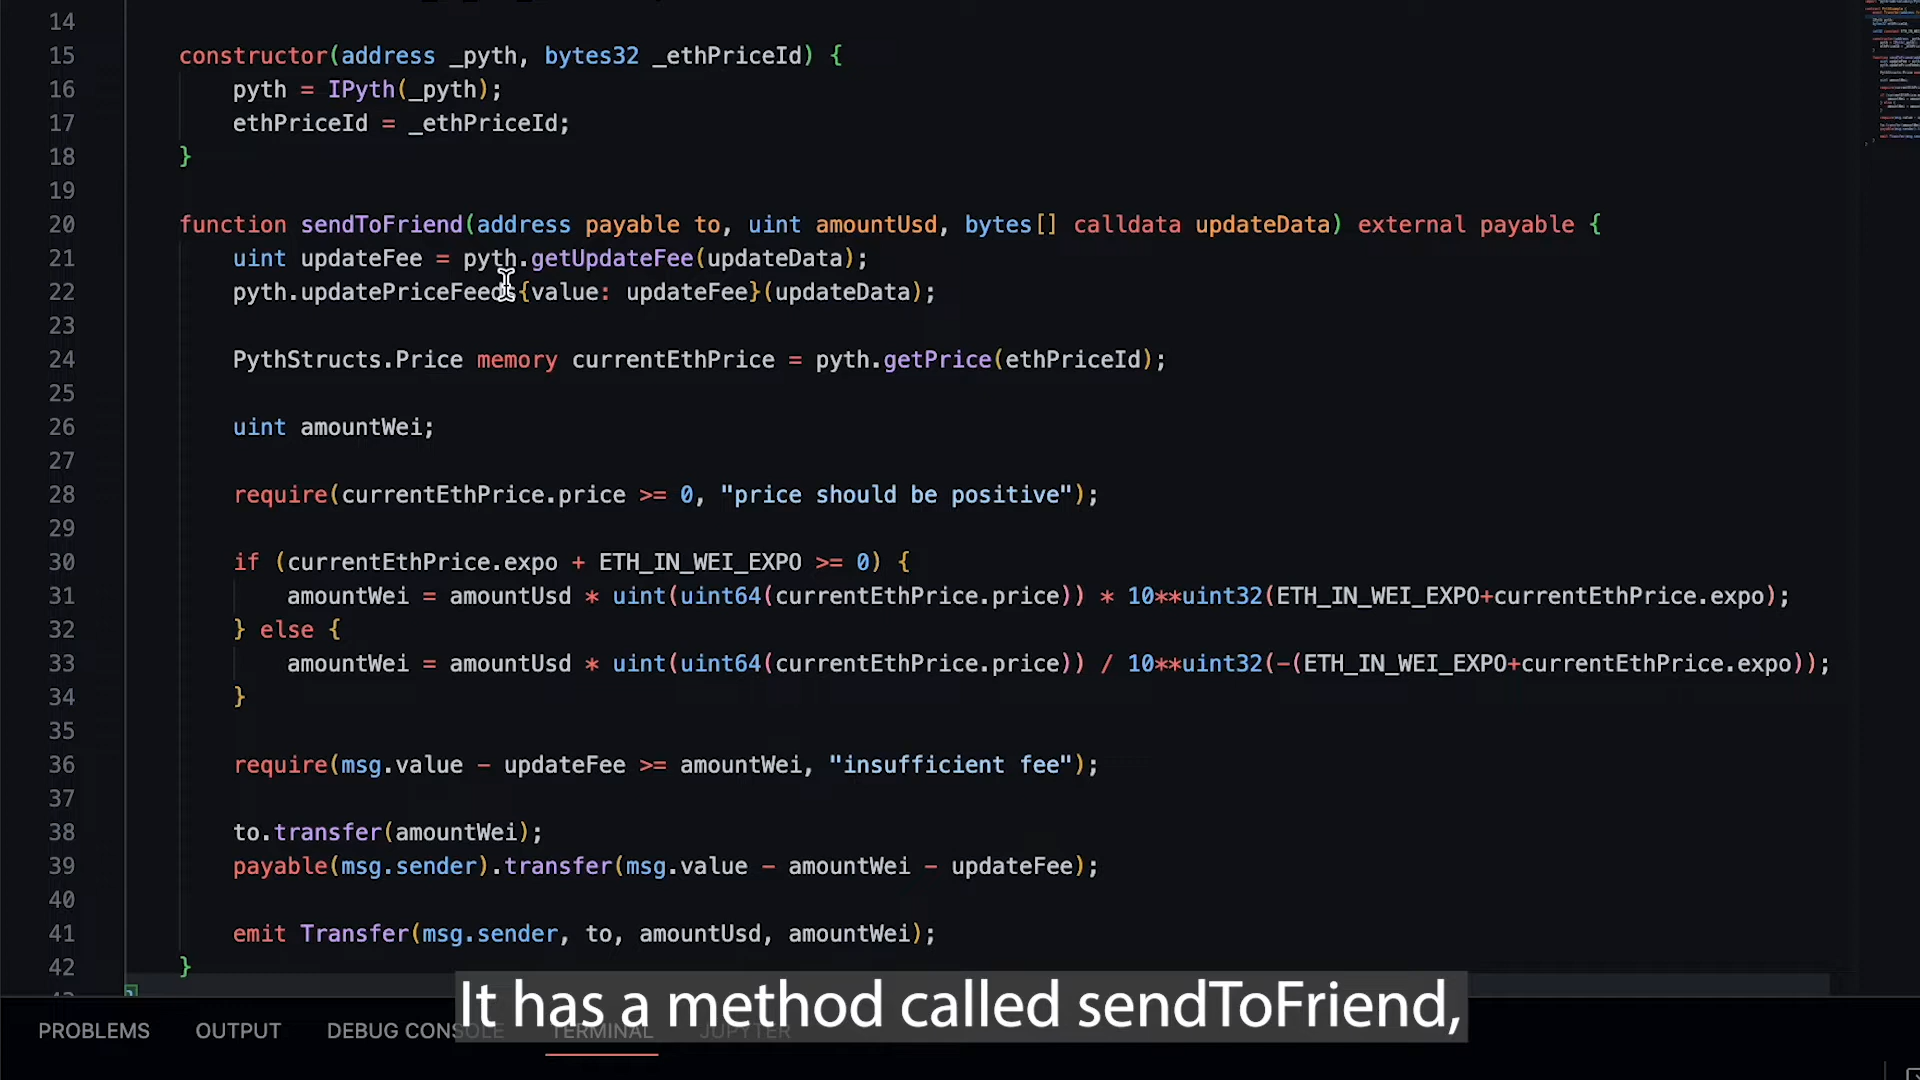 14
15 constructor(address _pyth, bytes32 _ethPriceId) {
16 pyth = IPyth(_pyth);
17 ethPriceId = _ethPriceId;
18 }
19
20 function sendToFriend(address payable to, uint amountUsd, bytes[] calldata updateData) external payable {
21 uint updateFee = pyth.getUpdateFee(updateData);
22 pyth.updatePriceFeeds{value: updateFee}(updateData);
23
24 PythStructs.Price memory currentEthPrice = pyth.getPrice(ethPriceId);
25
26 uint amountWei;
27
28 require(currentEthPrice.price >= 0, "price should be positive");
29
30 if (currentEthPrice.expo + ETH_IN_WEI_EXPO >= 0) {
31 amountWei = amountUsd * uint(uint64(currentEthPrice.price)) * 10**uint32(ETH_IN_WEI_EXPO+currentEthPrice.expo);
32 } else {
33 amountWei = amountUsd * uint(uint64(currentEthPrice.price)) / 10**uint32(-(ETH_IN_WEI_EXPO+currentEthPrice.expo));
34 }
35
36 require(msg.value - updateFee >= amountWei, "insufficient fee");
37
38 to.transfer(amountWei);
39 payable(msg.sender).transfer(msg.value - amountWei - updateFee);
40
41 emit Transfer(msg.sender, to, amountUsd, amountWei);
42 }
}
It has a method called sendToFriend,
PROBLEMS OUTPUT DEBUG CONSOLE TERMINAL JUPYTER